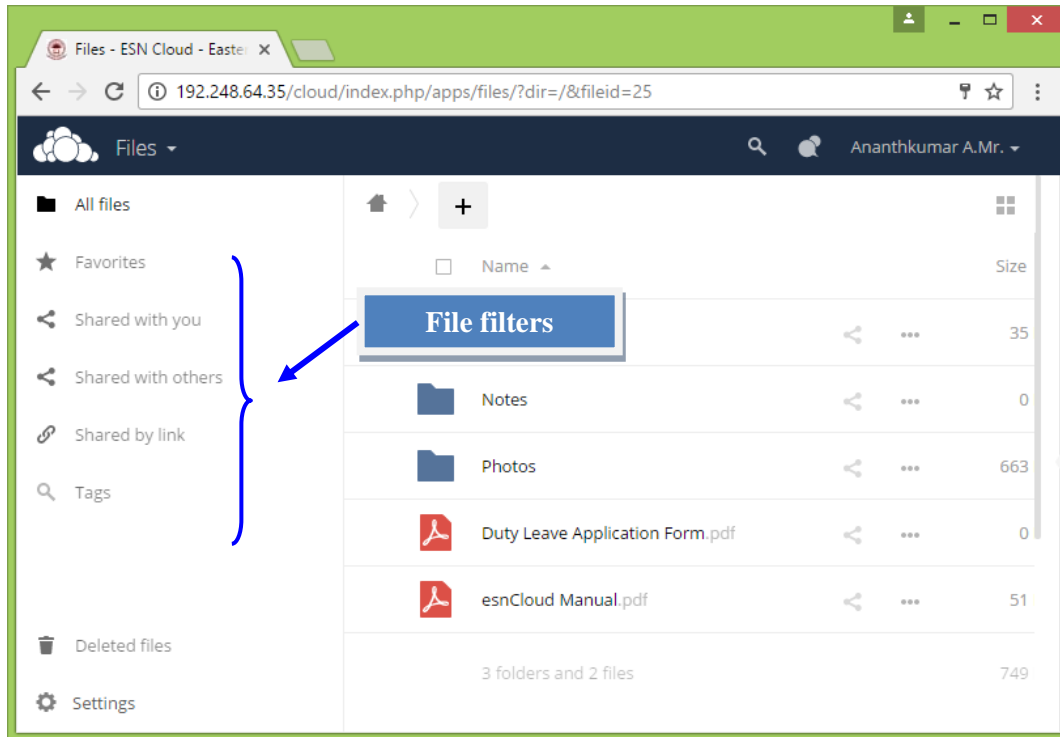 Files - ESN Cloud - Easter
192.248.64.35/cloud/index.php/apps/files/?dir=/&fileid=25
Files
Ananthkumar A.Mr.
All files
Favorites
Shared with you
Shared with others
Shared by link
Tags
Deleted files
Settings
+
Name
Size
File filters
35
Notes
0
Photos
663
Duty Leave Application Form.pdf
0
esnCloud Manual.pdf
51
3 folders and 2 files
749